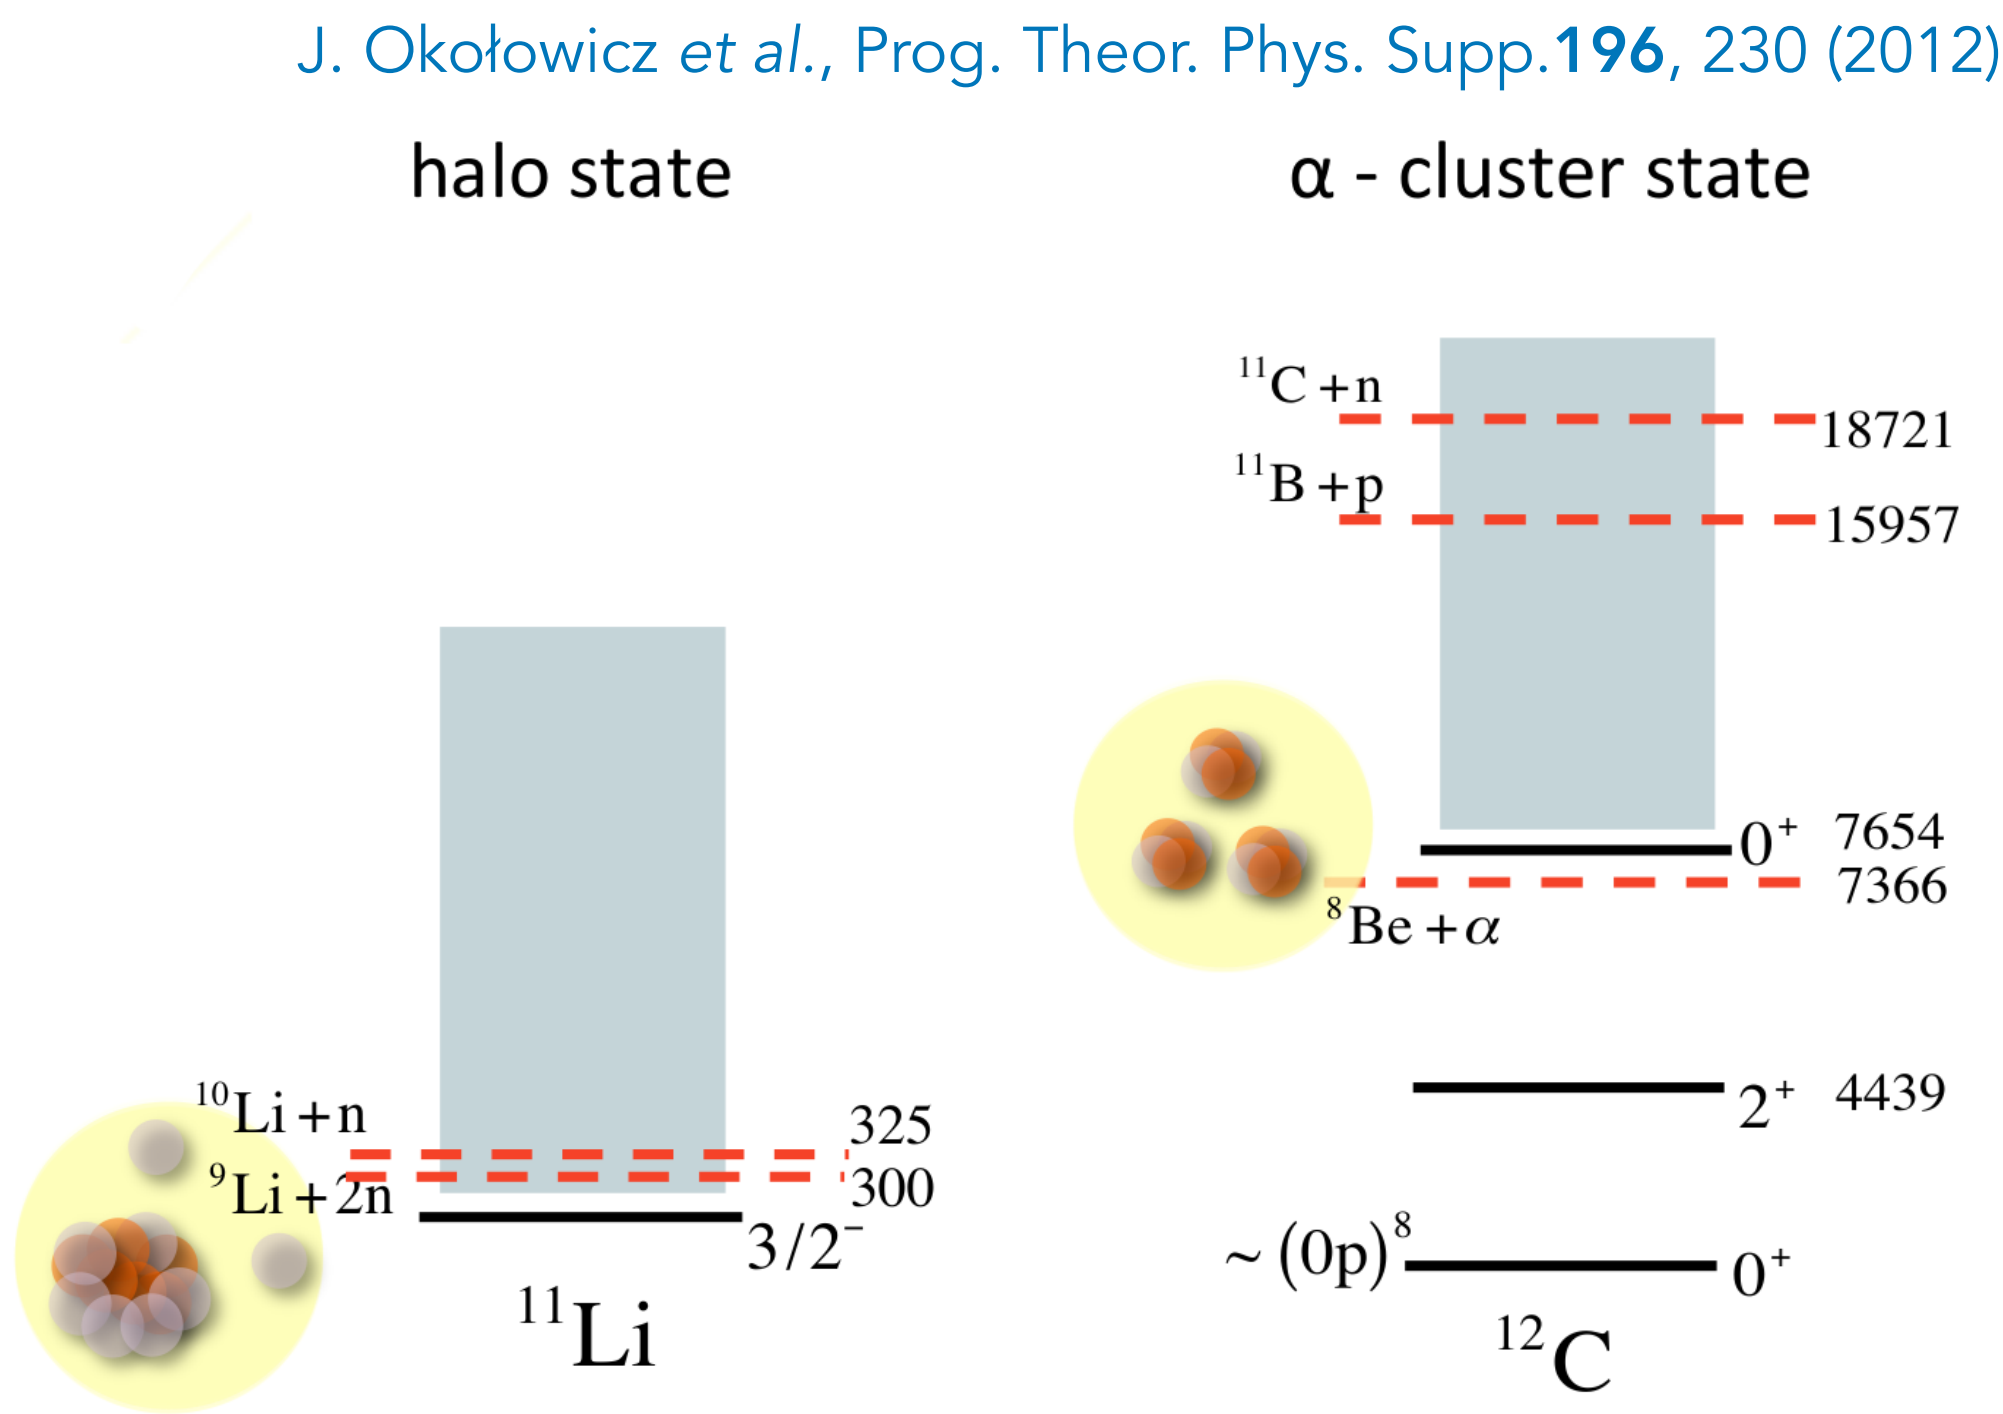 J. Okołowicz et al., Prog. Theor. Phys. Supp.196, 230 (2012)
halo state
α - cluster state
¹¹C + n
18721
¹¹B + p
15957
0⁺ 7654
7366
⁸Be + α
2⁺ 4439
¹⁰Li + n
325
⁹Li + 2n
300
3/2⁻
¹¹Li
~ (0p)⁸
0⁺
¹²C